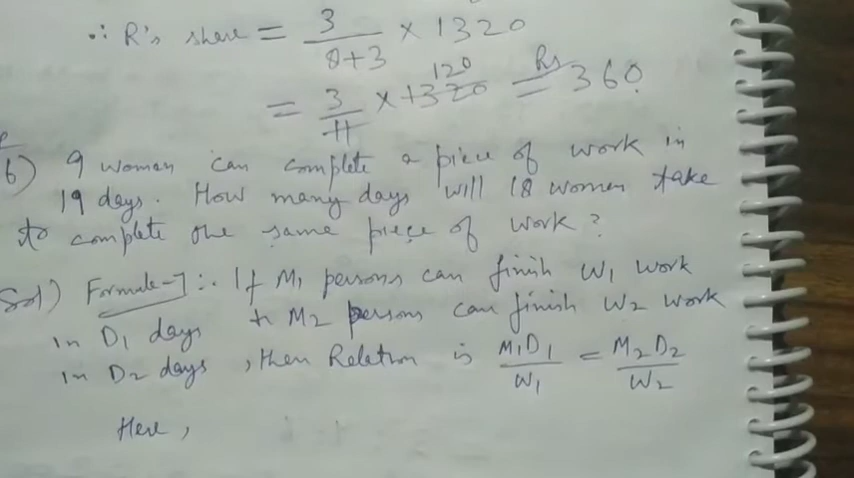 ∴ R's share = 3/(8+3) × 1320
= 3/11 × 1320 120 = Rs 360.
6) 9 women can complete a piece of work in
19 days. How many days will 18 women take
to complete the same piece of work?
Sol) Formula-7:. If M1 persons can finish W1 work
in D1 days & M2 persons can finish W2 work
in D2 days, then Relation is M1D1/W1 = M2D2/W2
Here,